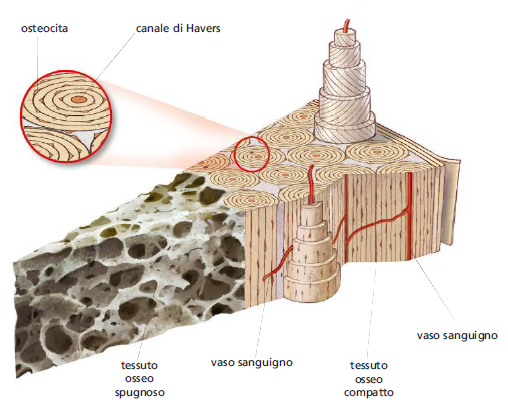 osteocita
canale di Havers
vaso sanguigno
tessuto
osseo
spugnoso
vaso sanguigno
tessuto
osseo
compatto